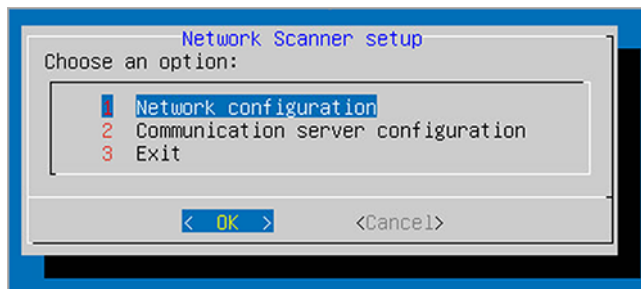 Network Scanner setup
Choose an option:
1 Network configuration
2 Communication server configuration
3 Exit
< OK > <Cancel>